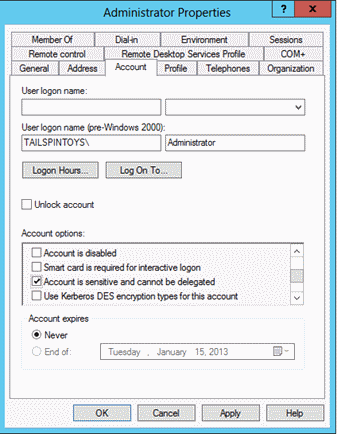 Administrator Properties
? x
Member Of Dial-in Environment Sessions
Remote control Remote Desktop Services Profile COM+
General Address Account Profile Telephones Organization
User logon name:
User logon name (pre-Windows 2000):
TAILSPINTOYS\ Administrator
Logon Hours... Log On To...
Unlock account
Account options:
Account is disabled
Smart card is required for interactive logon
Account is sensitive and cannot be delegated
Use Kerberos DES encryption types for this account
Account expires
Never
End of: Tuesday , January 15, 2013
OK Cancel Apply Help